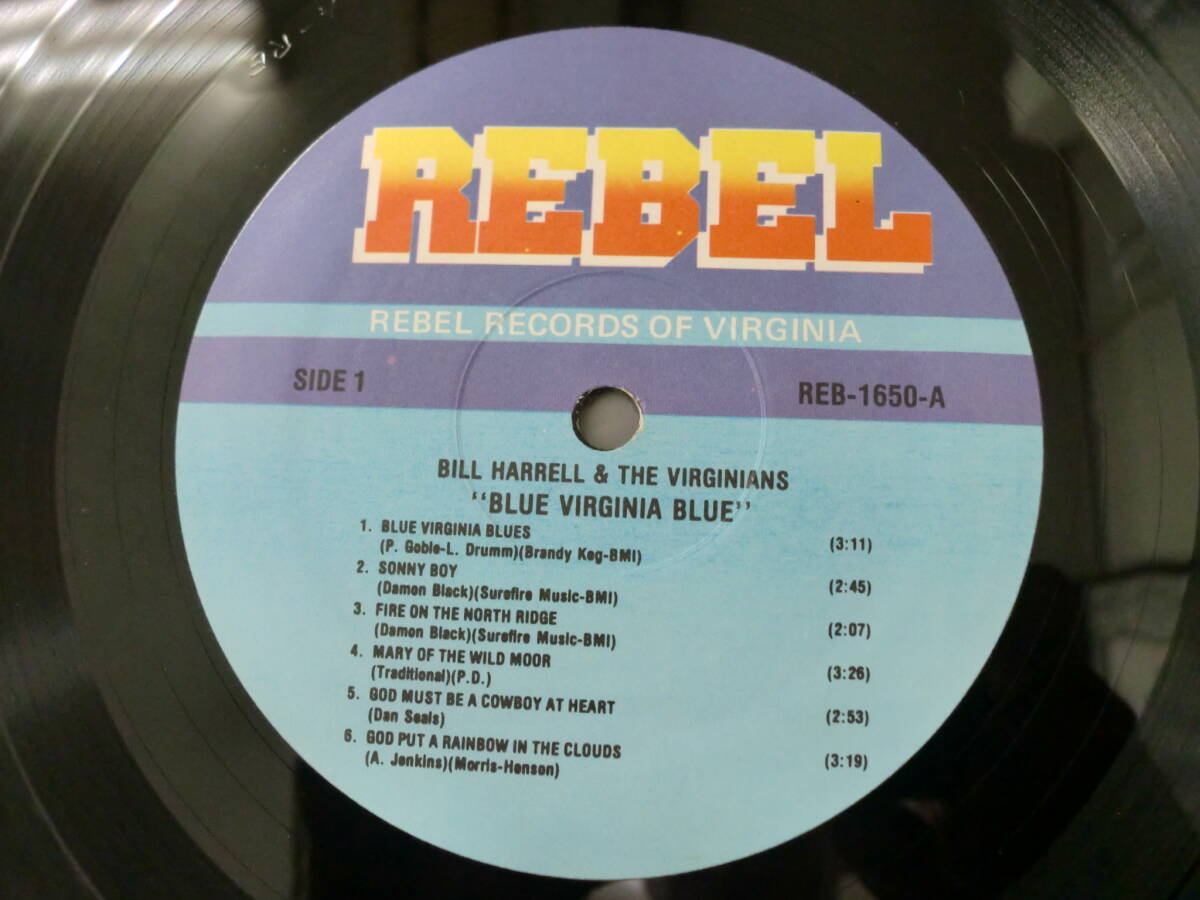 REBEL
REBEL RECORDS OF VIRGINIA
SIDE 1 REB-1650-A
BILL HARRELL & THE VIRGINIANS
"BLUE VIRGINIA BLUE"
1. BLUE VIRGINIA BLUES (3:11)
(P. Goble-L. Drumm)(Brandy Keg-BMI)
2. SONNY BOY (2:45)
(Damon Black)(Surefire Music-BMI)
3. FIRE ON THE NORTH RIDGE (2:07)
(Damon Black)(Surefire Music-BMI)
4. MARY OF THE WILD MOOR (3:26)
(Traditional)(P.D.)
5. GOD MUST BE A COWBOY AT HEART (2:53)
(Dan Seals)
6. GOD PUT A RAINBOW IN THE CLOUDS (3:19)
(A. Jenkins)(Morris-Henson)